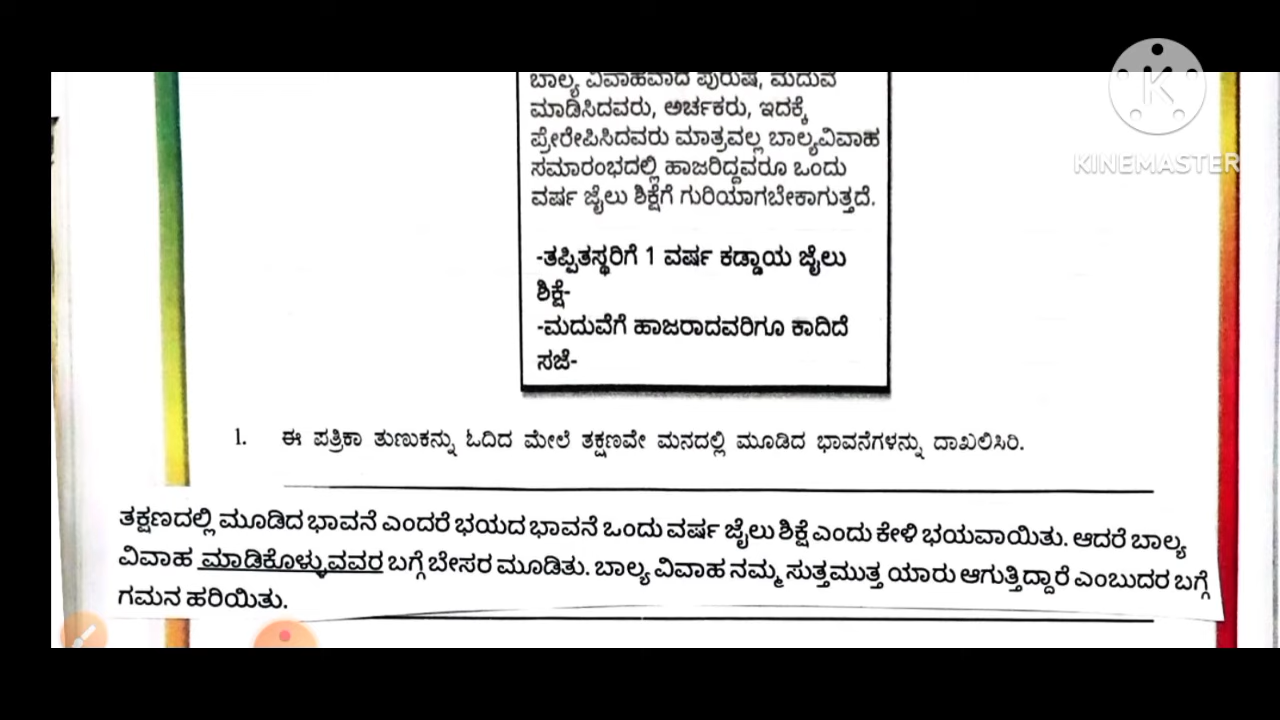 ಬಾಲ್ಯ ವಿವಾಹವಾದ ಪುರುಷ, ಮದುವೆ
ಮಾಡಿಸಿದವರು, ಅರ್ಚಕರು, ಇದಕ್ಕೆ
ಪ್ರೇರೇಪಿಸಿದವರು ಮಾತ್ರವಲ್ಲ ಬಾಲ್ಯವಿವಾಹ
ಸಮಾರಂಭದಲ್ಲಿ ಹಾಜರಿದ್ದವರೂ ಒಂದು
ವರ್ಷ ಜೈಲು ಶಿಕ್ಷೆಗೆ ಗುರಿಯಾಗಬೇಕಾಗುತ್ತದೆ.
-ತಪ್ಪಿತಸ್ಥರಿಗೆ 1 ವರ್ಷ ಕಡ್ಡಾಯ ಜೈಲು
ಶಿಕ್ಷೆ-
-ಮದುವೆಗೆ ಹಾಜರಾದವರಿಗೂ ಕಾದಿದೆ
ಸಜೆ-
KINEMASTER
1. ಈ ಪತ್ರಿಕಾ ತುಣುಕನ್ನು ಓದಿದ ಮೇಲೆ ತಕ್ಷಣವೇ ಮನದಲ್ಲಿ ಮೂಡಿದ ಭಾವನೆಗಳನ್ನು ದಾಖಲಿಸಿರಿ.
ತಕ್ಷಣದಲ್ಲಿ ಮೂಡಿದ ಭಾವನೆ ಎಂದರೆ ಭಯದ ಭಾವನೆ ಒಂದು ವರ್ಷ ಜೈಲು ಶಿಕ್ಷೆ ಎಂದು ಕೇಳಿ ಭಯವಾಯಿತು. ಆದರೆ ಬಾಲ್ಯ
ವಿವಾಹ ಮಾಡಿಕೊಳ್ಳುವವರ ಬಗ್ಗೆ ಬೇಸರ ಮೂಡಿತು. ಬಾಲ್ಯ ವಿವಾಹ ನಮ್ಮ ಸುತ್ತಮುತ್ತ ಯಾರು ಆಗುತ್ತಿದ್ದಾರೆ ಎಂಬುದರ ಬಗ್ಗೆ
ಗಮನ ಹರಿಯಿತು.